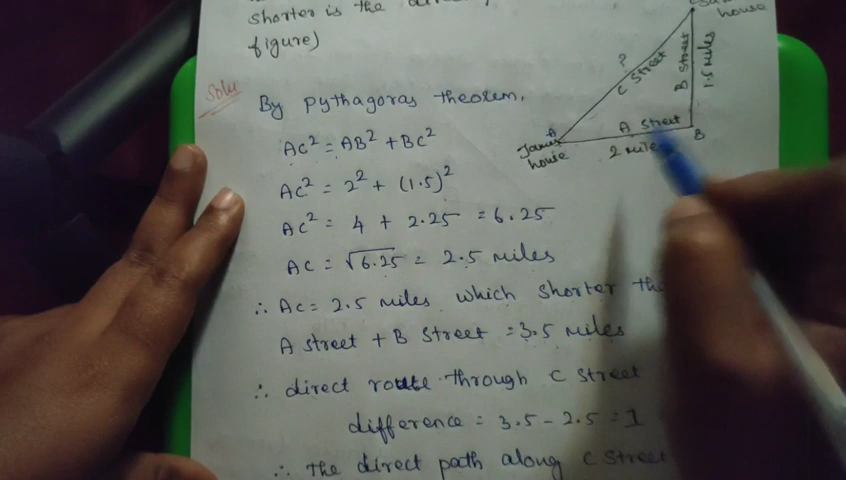 shorter is the
house
figure)
?
C Street
B Street
1.5 miles
Solu
By pythagoras theorem,
A Street
A
B
James
house
2 mile
AC² = AB² + BC²
AC² = 2² + (1.5)²
AC² = 4 + 2.25 = 6.25
AC = √6.25 = 2.5 miles
∴ AC = 2.5 miles which shorter
A street + B street = 3.5 miles
∴ direct route through C street
difference = 3.5 - 2.5 = 1
∴ The direct path along C street